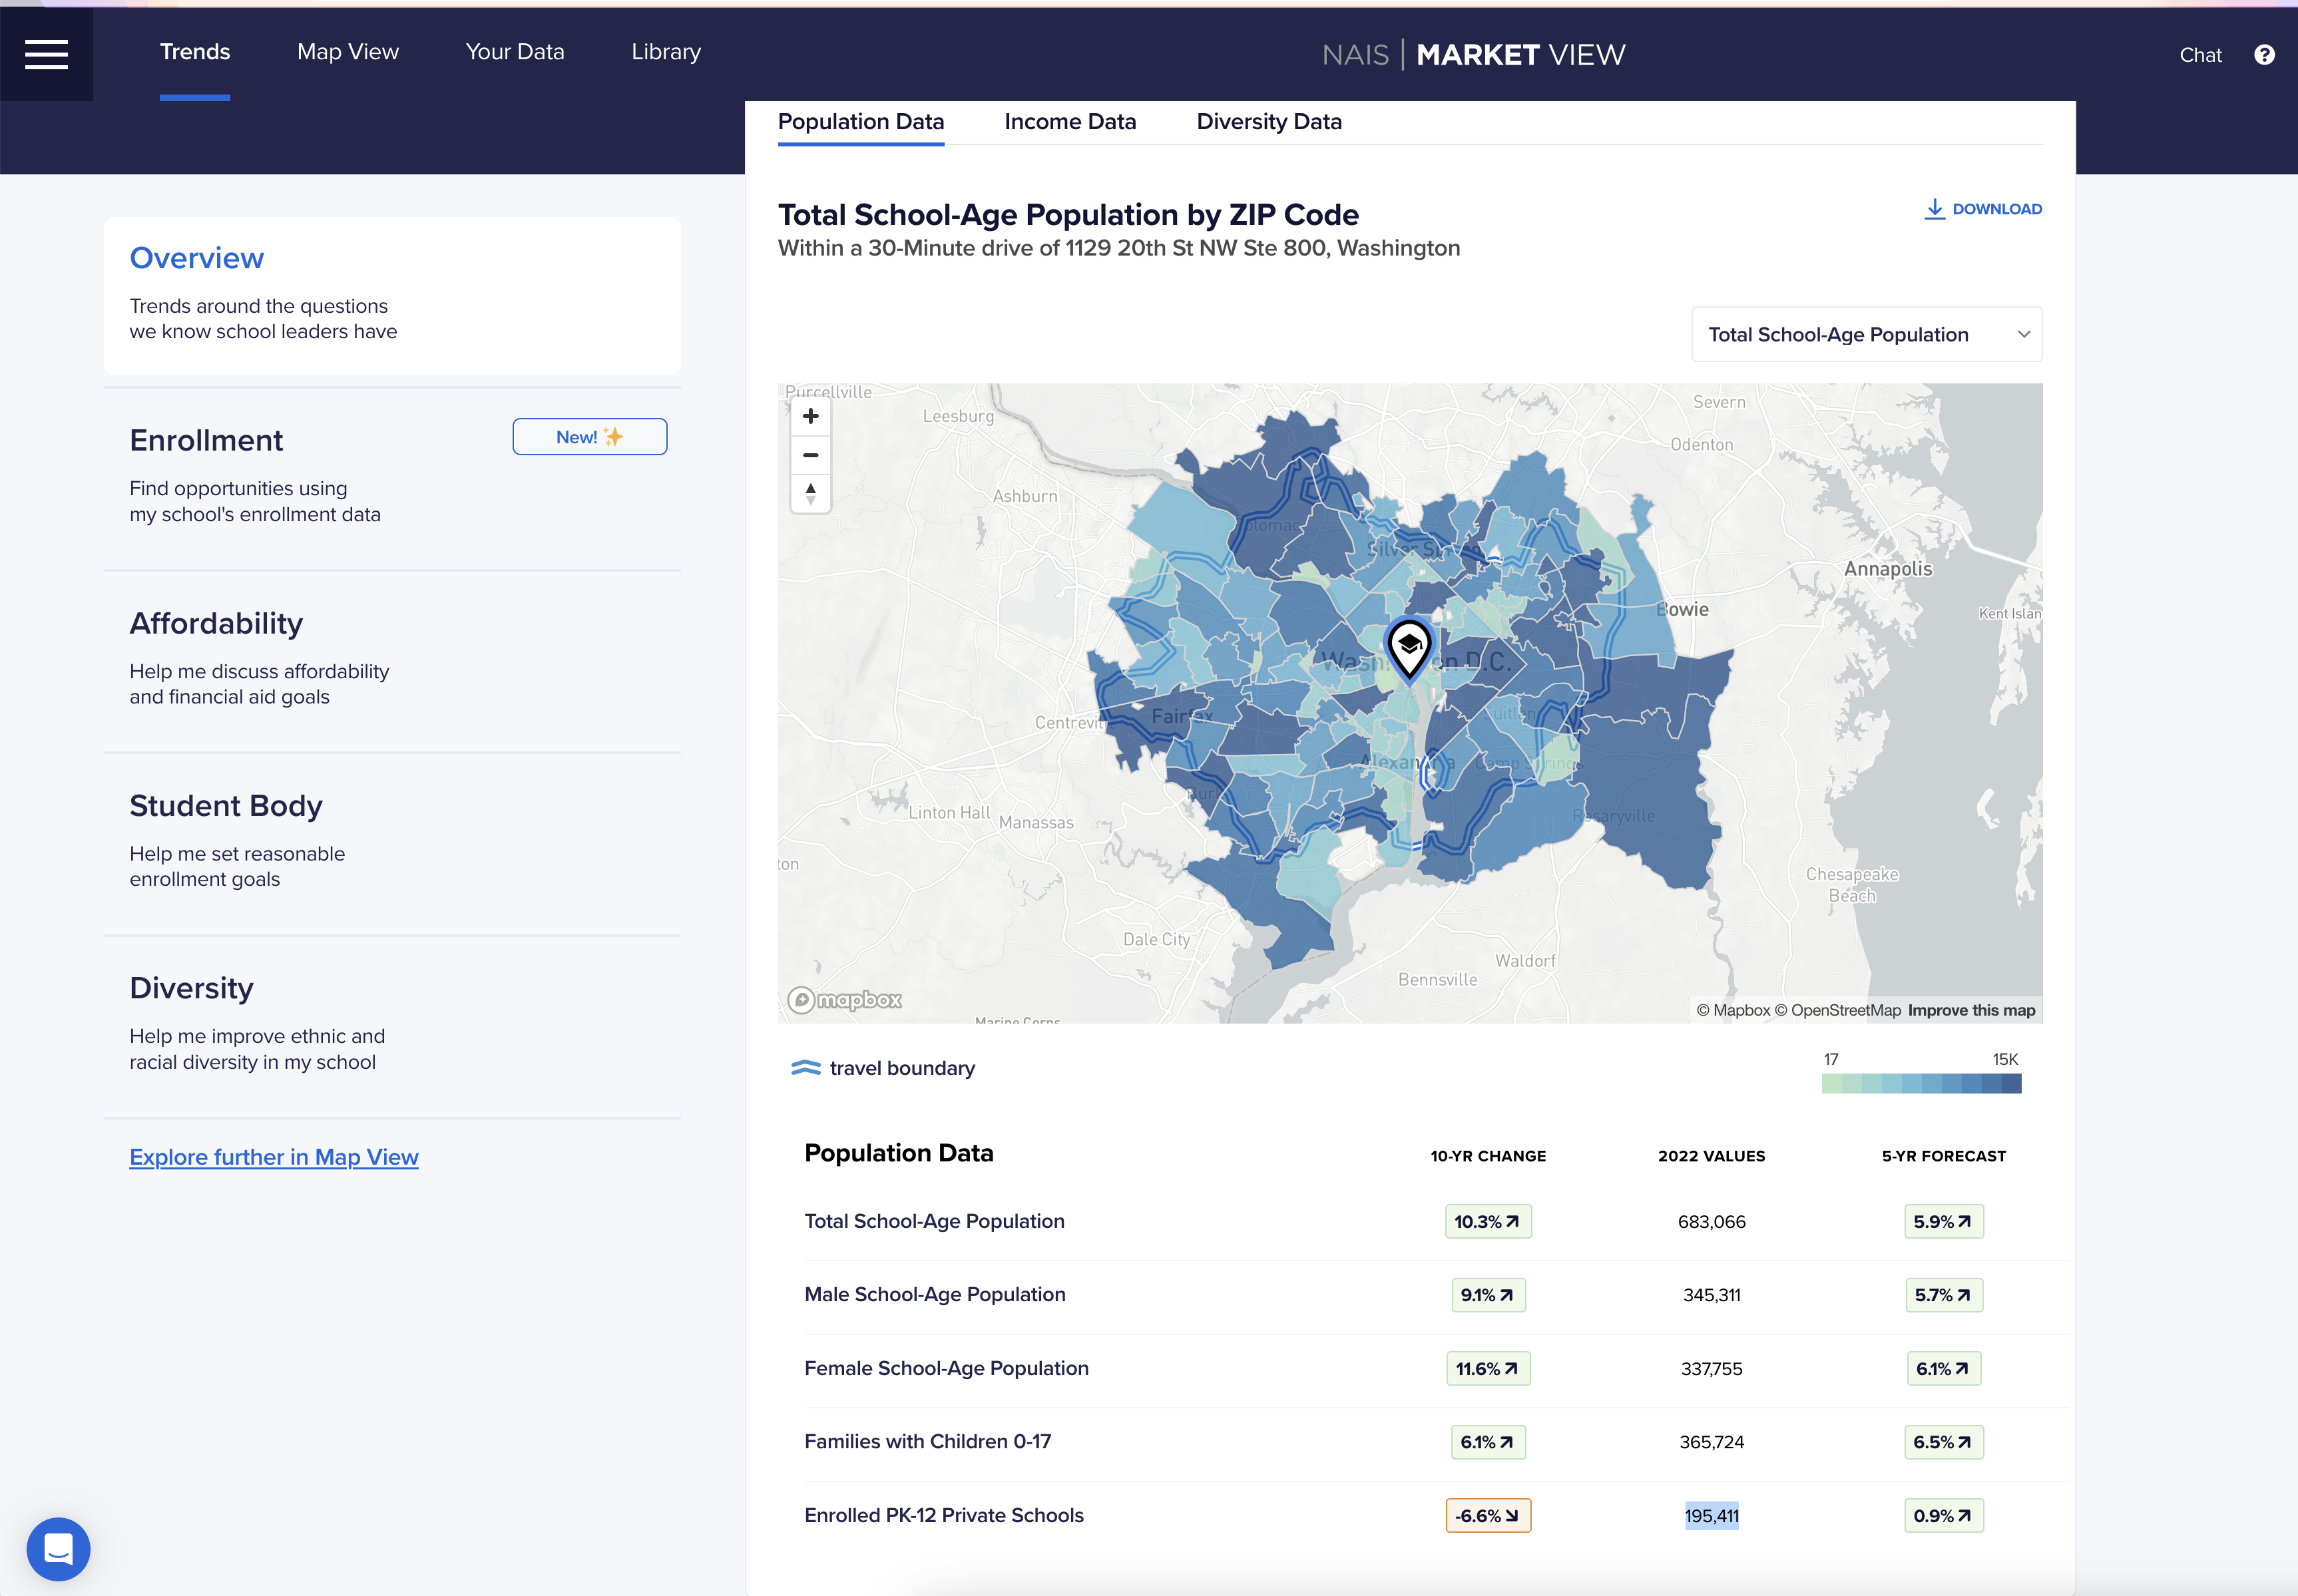 Trends
Map View
Your Data
Library
NAIS | MARKET VIEW
Chat
Population Data
Income Data
Diversity Data
Total School-Age Population by ZIP Code
DOWNLOAD
Within a 30-Minute drive of 1129 20th St NW Ste 800, Washington
Total School-Age Population
Overview
Trends around the questions
we know school leaders have
Enrollment
New! ✨
Find opportunities using
my school's enrollment data
Affordability
Help me discuss affordability
and financial aid goals
Student Body
Help me set reasonable
enrollment goals
Diversity
Help me improve ethnic and
racial diversity in my school
Explore further in Map View
Purcellville
Leesburg
Severn
Odenton
Ashburn
Annapolis
Bowie
Kent Islan
Fairfax
Linton Hall
Manassas
Rosaryville
ton
Chesapeake
Beach
Dale City
Waldorf
Bennsville
mapbox
© Mapbox © OpenStreetMap Improve this map
travel boundary
17
15K
Population Data
10-YR CHANGE
2022 VALUES
5-YR FORECAST
Total School-Age Population
10.3%
683,066
5.9%
Male School-Age Population
9.1%
345,311
5.7%
Female School-Age Population
11.6%
337,755
6.1%
Families with Children 0-17
6.1%
365,724
6.5%
Enrolled PK-12 Private Schools
-6.6%
195,411
0.9%